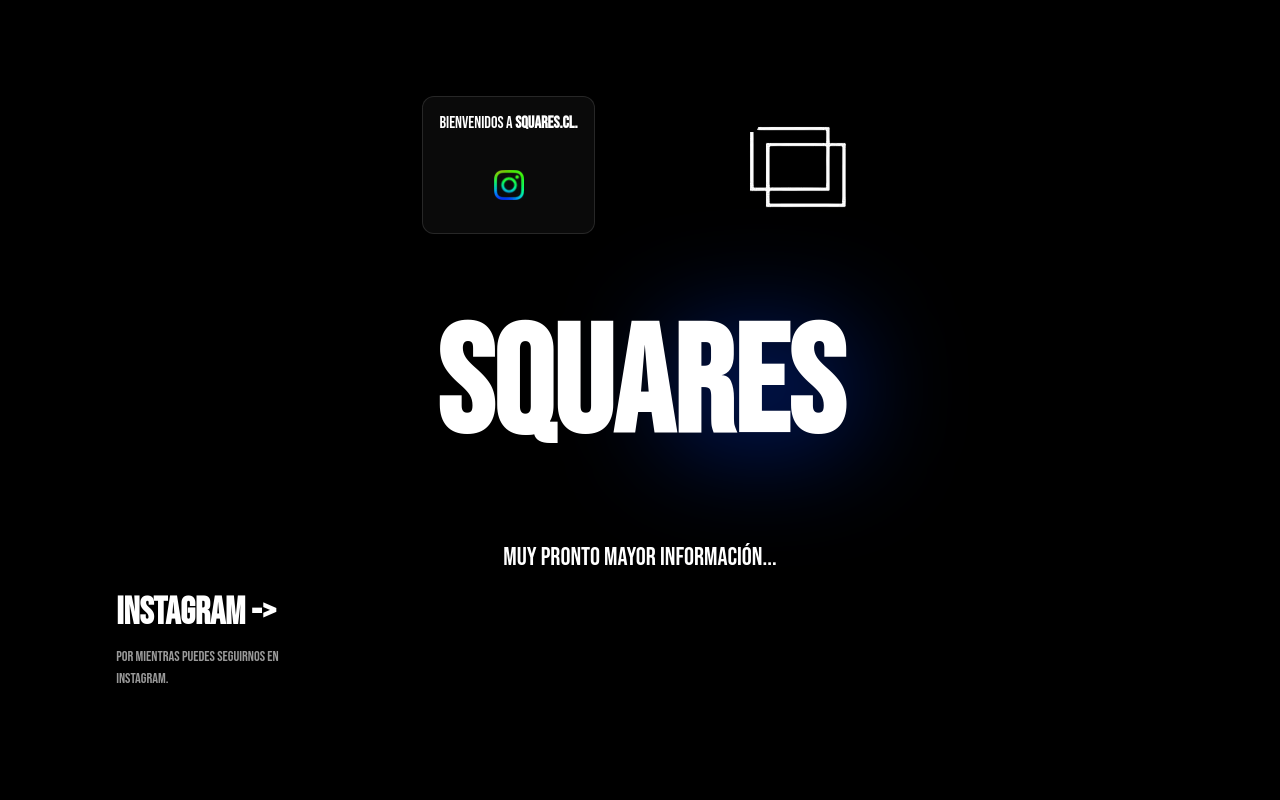 BIENVENIDOS A SQUARES.CL.
SQUARES
MUY PRONTO MAYOR INFORMACIÓN...
INSTAGRAM ->
POR MIENTRAS PUEDES SEGUIRNOS EN
INSTAGRAM.